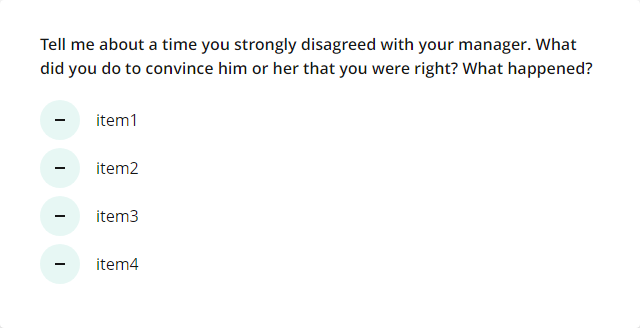 Tell me about a time you strongly disagreed with your manager. What
did you do to convince him or her that you were right? What happened?
– item1
– item2
– item3
– item4